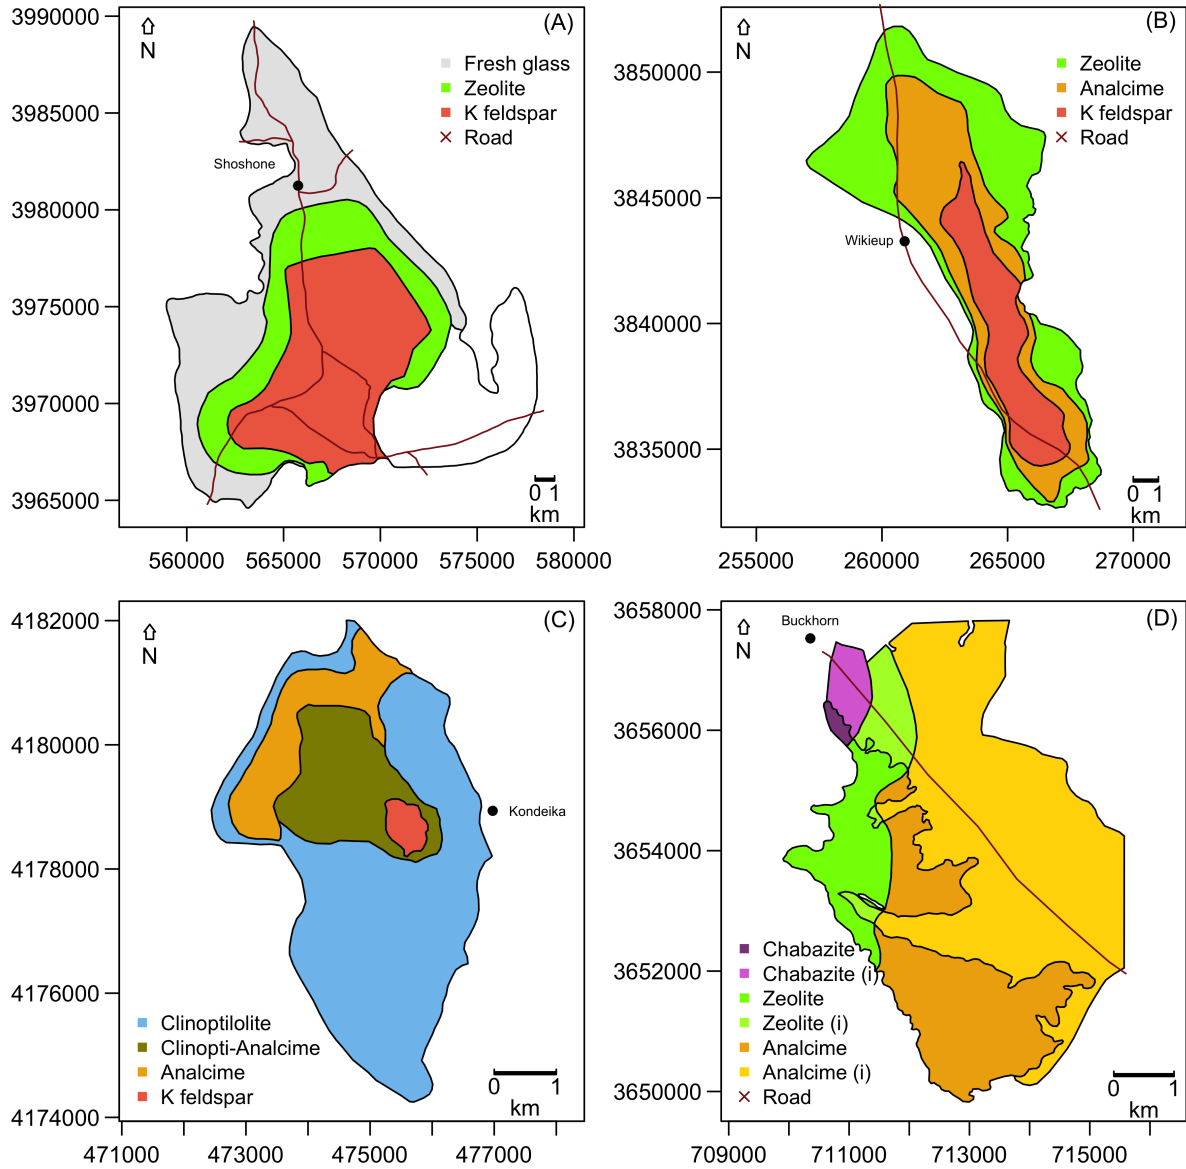 (A)
N
3990000
3985000
3980000
3975000
3970000
3965000
Fresh glass
Zeolite
K feldspar
Road
Shoshone
0 1
km
560000 565000 570000 575000 580000
(B)
N
3850000
3845000
3840000
3835000
Zeolite
Analcime
K feldspar
Road
Wikieup
0 1
km
255000 260000 265000 270000
(C)
N
4182000
4180000
4178000
4176000
4174000
Kondeika
Clinoptilolite
Clinopti-Analcime
Analcime
K feldspar
0 1
km
471000 473000 475000 477000
(D)
N
3658000
3656000
3654000
3652000
3650000
Buckhorn
Chabazite
Chabazite (i)
Zeolite
Zeolite (i)
Analcime
Analcime (i)
Road
0 1
km
709000 711000 713000 715000